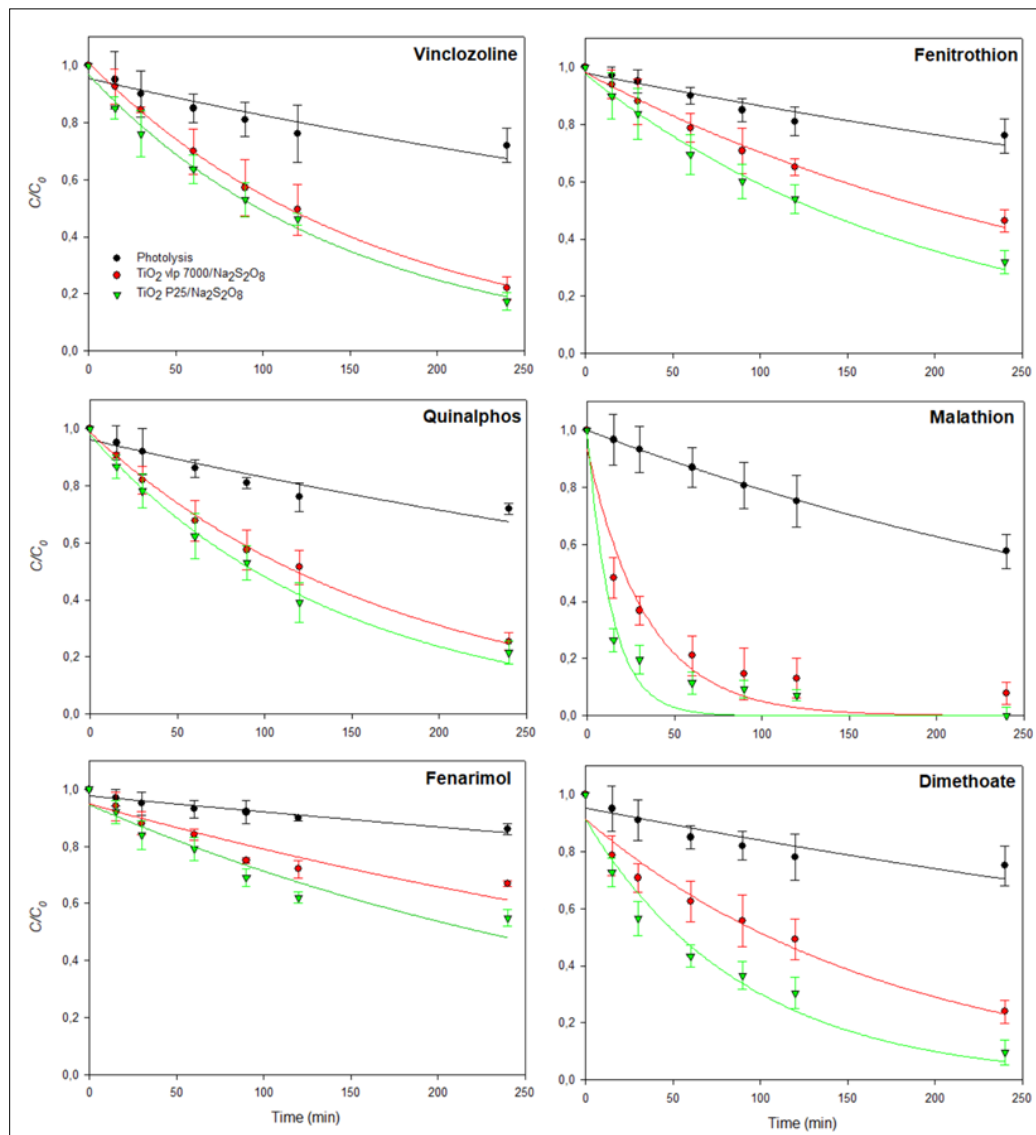 Vinclozoline
C/C0
1,0
0,8
0,6
0,4
0,2
0,0
Photolysis
TiO2 vlp 7000/Na2S2O8
TiO2 P25/Na2S2O8
0 50 100 150 200 250
Fenitrothion
1,0
0,8
0,6
0,4
0,2
0,0
0 50 100 150 200 250
Quinalphos
C/C0
1,0
0,8
0,6
0,4
0,2
0,0
0 50 100 150 200 250
Malathion
1,0
0,8
0,6
0,4
0,2
0,0
0 50 100 150 200 250
Fenarimol
C/C0
1,0
0,8
0,6
0,4
0,2
0,0
0 50 100 150 200 250
Time (min)
Dimethoate
1,0
0,8
0,6
0,4
0,2
0,0
0 50 100 150 200 250
Time (min)